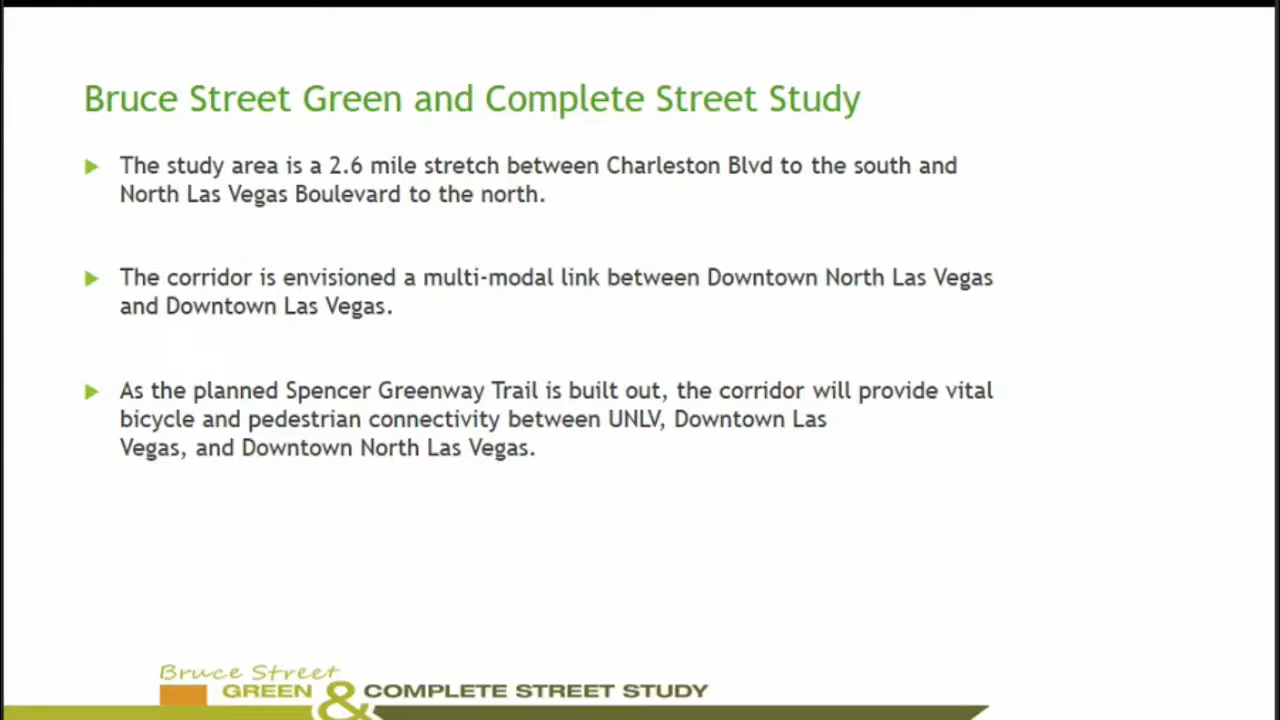 Bruce Street Green and Complete Street Study
The study area is a 2.6 mile stretch between Charleston Blvd to the south and
North Las Vegas Boulevard to the north.
The corridor is envisioned a multi-modal link between Downtown North Las Vegas
and Downtown Las Vegas.
As the planned Spencer Greenway Trail is built out, the corridor will provide vital
bicycle and pedestrian connectivity between UNLV, Downtown Las
Vegas, and Downtown North Las Vegas.
Bruce Street
GREEN & COMPLETE STREET STUDY